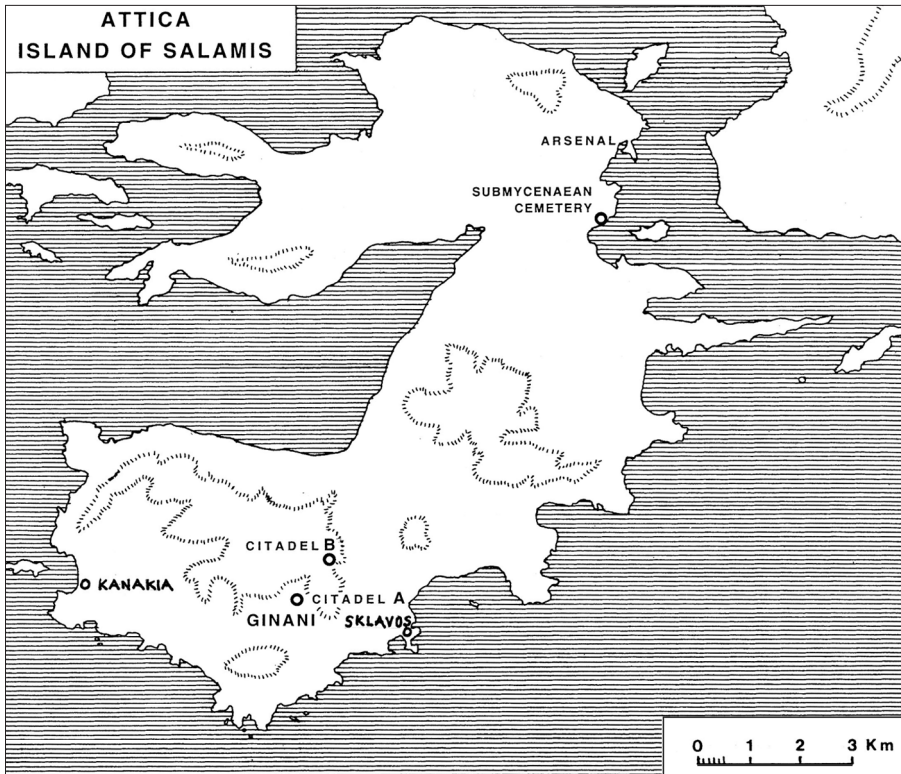 ATTICA
ISLAND OF SALAMIS
ARSENAL
SUBMYCENAEAN
CEMETERY
CITADEL B
KANAKIA
CITADEL A
GINANI
SKLAVOS
0 1 2 3 Km